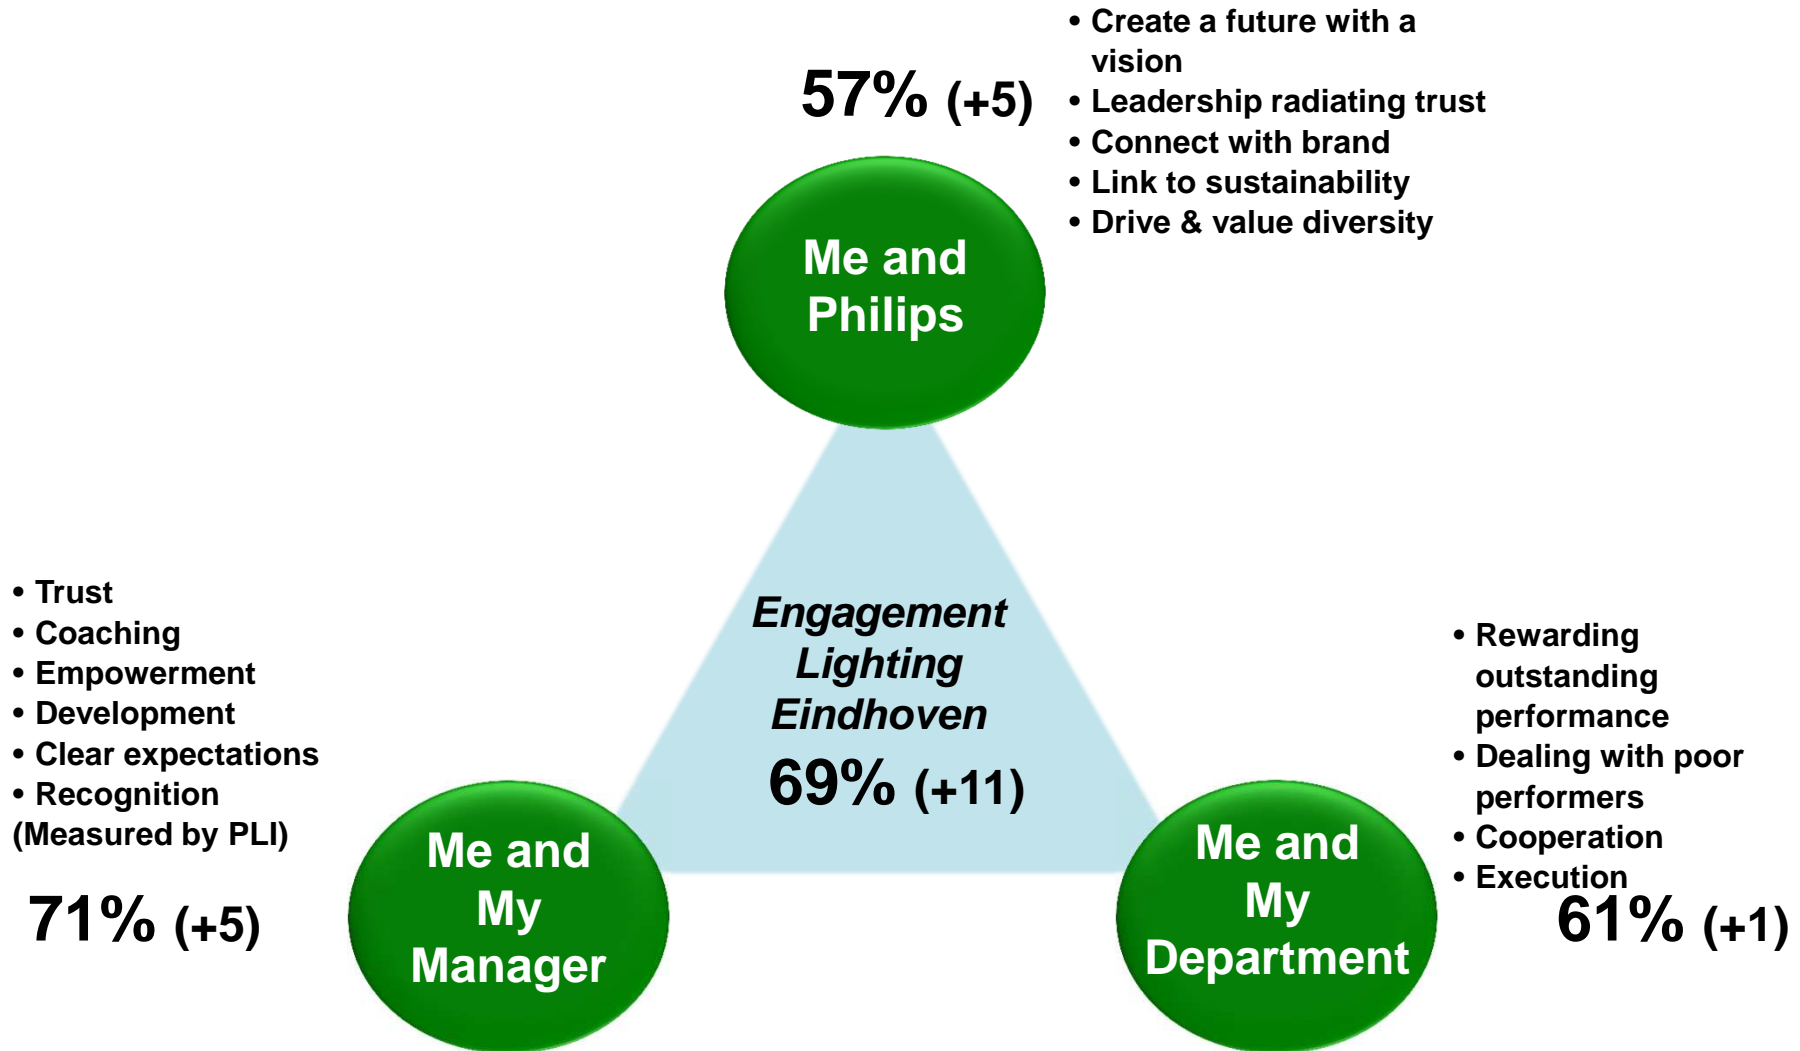 • Create a future with a
vision
• Leadership radiating trust
• Connect with brand
• Link to sustainability
• Drive & value diversity
57% (+5)
Me and
Philips
Engagement
Lighting
Eindhoven
69% (+11)
• Trust
• Coaching
• Empowerment
• Development
• Clear expectations
• Recognition
(Measured by PLI)
71% (+5)
Me and
My
Manager
Me and
My
Department
• Rewarding
outstanding
performance
• Dealing with poor
performers
• Cooperation
• Execution
61% (+1)